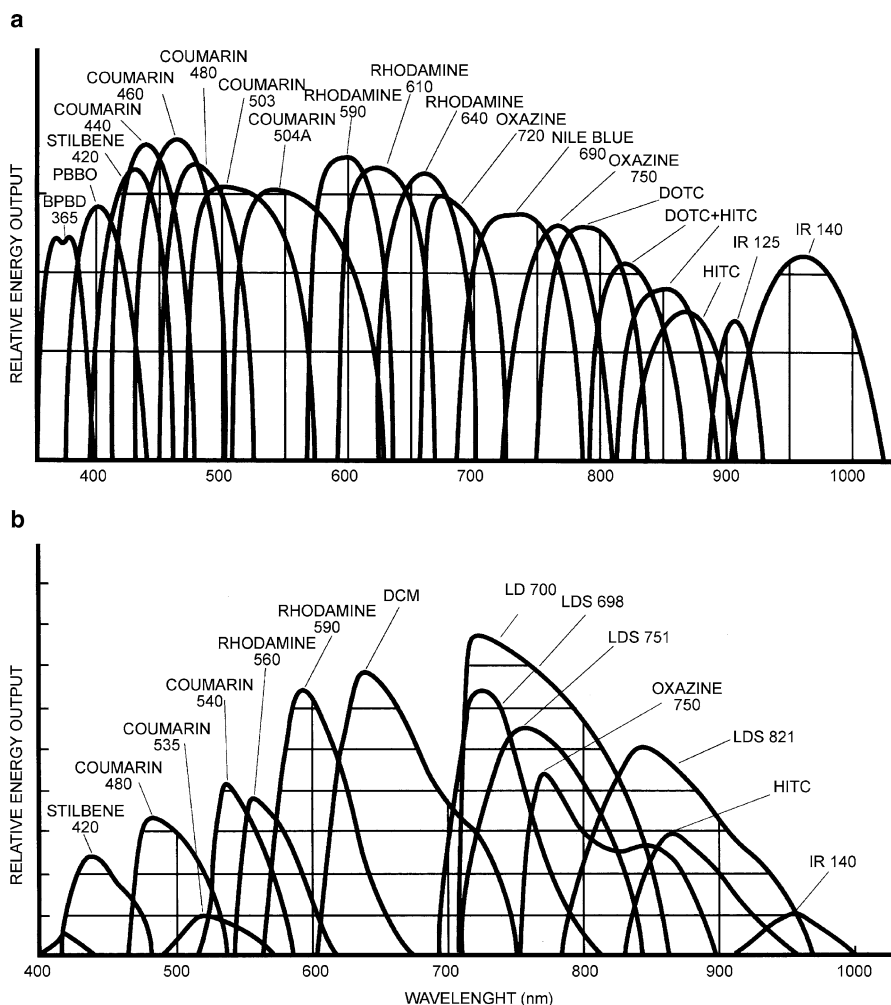 a
COUMARIN
480
COUMARIN
460
COUMARIN
503
COUMARIN
440
COUMARIN
504A
RHODAMINE
590
RHODAMINE
610
RHODAMINE
640
OXAZINE
720
STILBENE
420
NILE BLUE
690
OXAZINE
750
PBBO
BPBD
365
DOTC
DOTC+HITC
IR 125
IR 140
HITC
RELATIVE ENERGY OUTPUT
400 500 600 700 800 900 1000
b
DCM
LD 700
LDS 698
RHODAMINE
590
RHODAMINE
560
LDS 751
COUMARIN
540
OXAZINE
750
COUMARIN
535
LDS 821
COUMARIN
480
HITC
STILBENE
420
IR 140
RELATIVE ENERGY OUTPUT
400 500 600 700 800 900 1000
WAVELENGHT (nm)